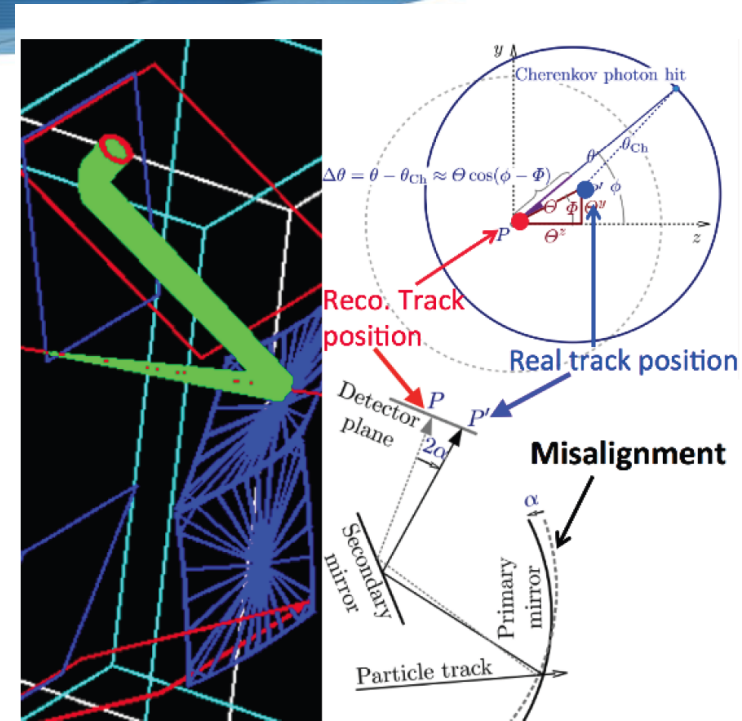 y
Cherenkov photon hit
θ
θ_Ch
Δθ = θ − θ_Ch ≈ Θ cos(ϕ − Φ)
P′
ϕ
Θ
Φ
Θ^y
P
Θ^z
z
Reco. Track
position
Real track position
Detector
plane
P
P′
2α
Misalignment
α
Secondary
mirror
Primary
mirror
Particle track